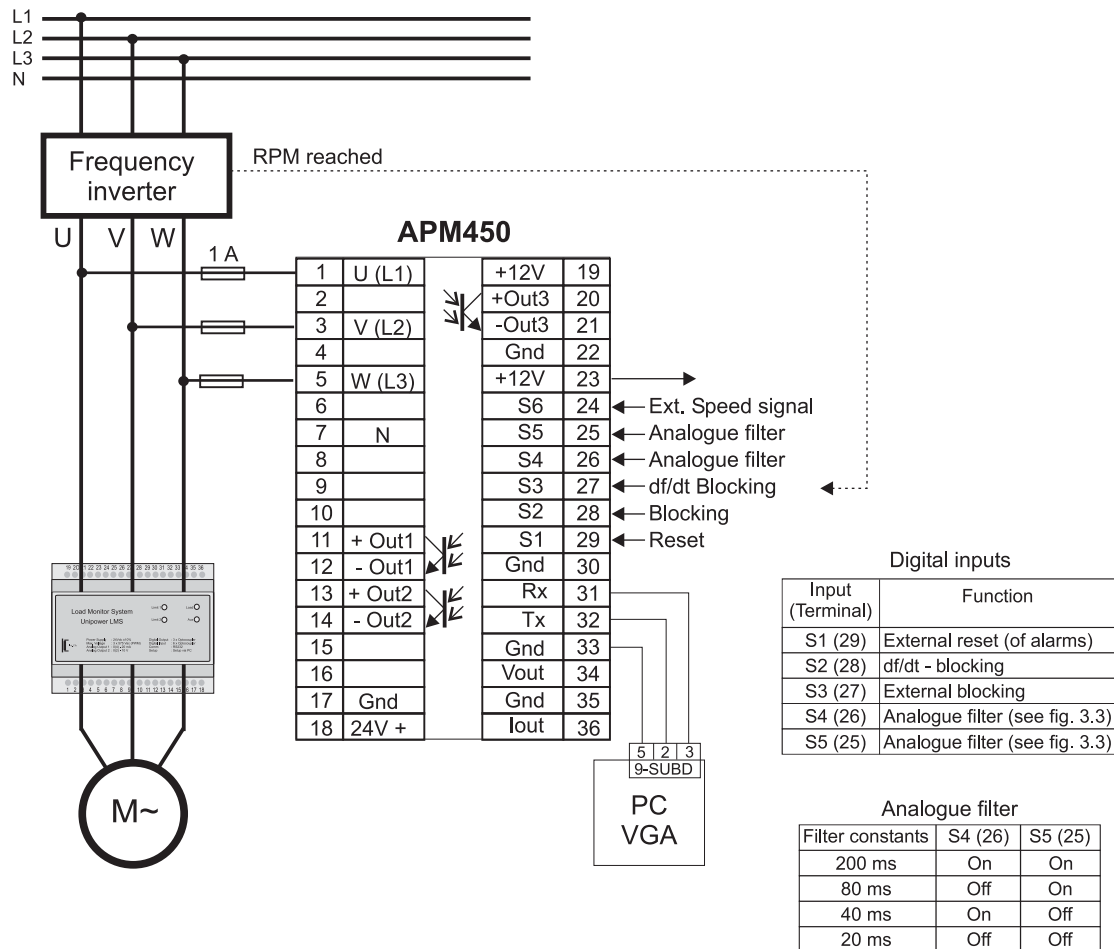 L1
L2
L3
N
Frequency
inverter
RPM reached
U V W
1 A
APM450
1 U (L1) +12V 19
2 +Out3 20
3 V (L2) -Out3 21
4 Gnd 22
5 W (L3) +12V 23
6 S6 24 Ext. Speed signal
7 N S5 25 Analogue filter
8 S4 26 Analogue filter
9 S3 27 df/dt Blocking
10 S2 28 Blocking
11 + Out1 S1 29 Reset
12 - Out1 Gnd 30
13 + Out2 Rx 31
14 - Out2 Tx 32
15 Gnd 33
16 Vout 34
17 Gnd Gnd 35
18 24V + Iout 36
Load Monitor System
Unipower LMS
5 2 3
9-SUBD
PC
VGA
M~
Digital inputs
Input
(Terminal) Function
S1 (29) External reset (of alarms)
S2 (28) df/dt - blocking
S3 (27) External blocking
S4 (26) Analogue filter (see fig. 3.3)
S5 (25) Analogue filter (see fig. 3.3)
Analogue filter
Filter constants S4 (26) S5 (25)
200 ms On On
80 ms Off On
40 ms On Off
20 ms Off Off